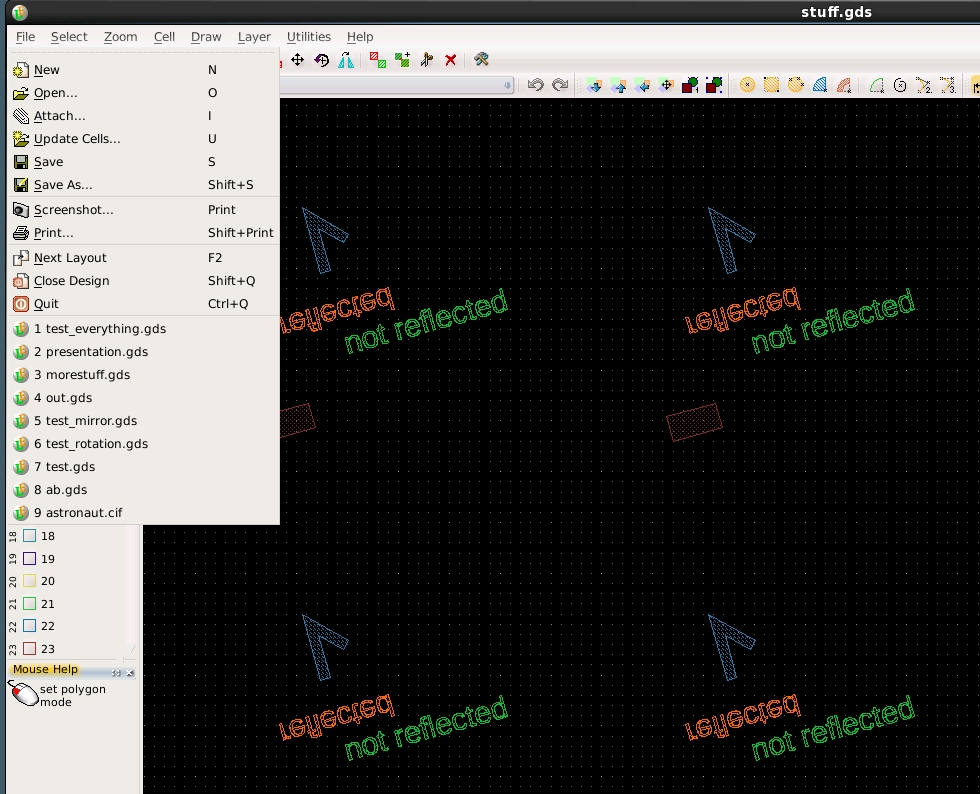 stuff.gds
File Select Zoom Cell Draw Layer Utilities Help
New N
Open... O
Attach... I
Update Cells... U
Save S
Save As... Shift+S
Screenshot... Print
Print... Shift+Print
Next Layout F2
Close Design Shift+Q
Quit Ctrl+Q
1 test_everything.gds
2 presentation.gds
3 morestuff.gds
4 out.gds
5 test_mirror.gds
6 test_rotation.gds
7 test.gds
8 ab.gds
9 astronaut.cif
18 18
19 19
20 20
21 21
22 22
23 23
Mouse Help
set polygon
mode
reflected reflected
not reflected not reflected
reflected reflected
not reflected not reflected